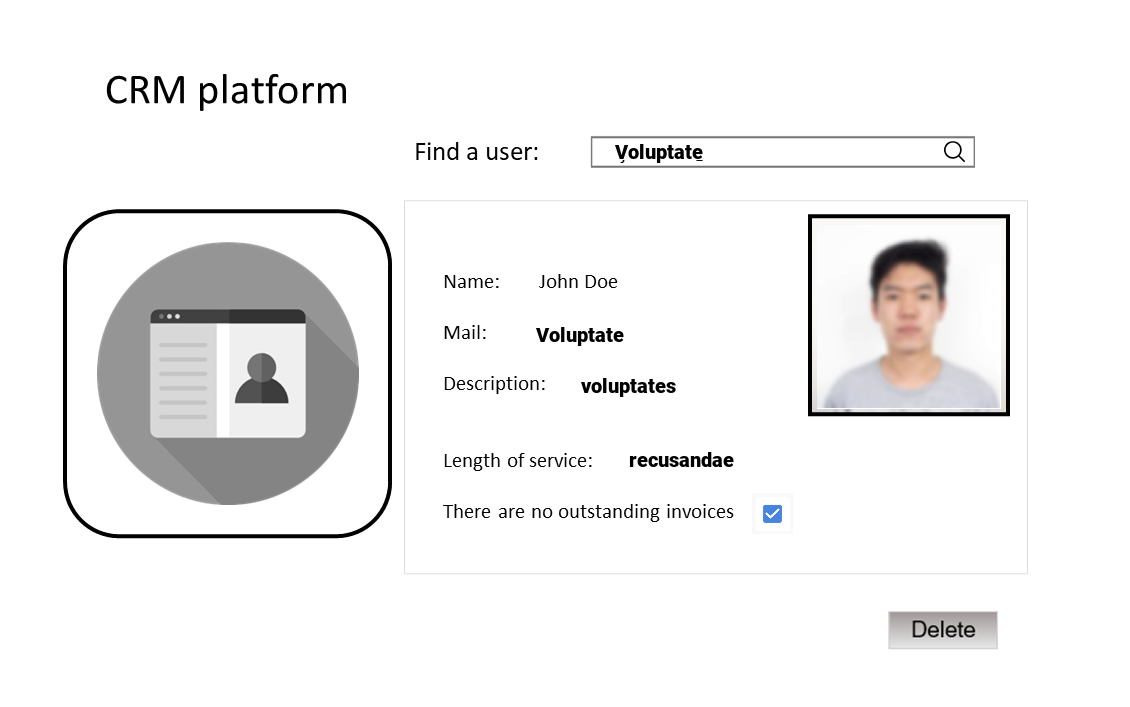 CRM platform
Find a user: Voluptate
Name: John Doe
Mail: Voluptate
Description: voluptates
Length of service: recusandae
There are no outstanding invoices
Delete